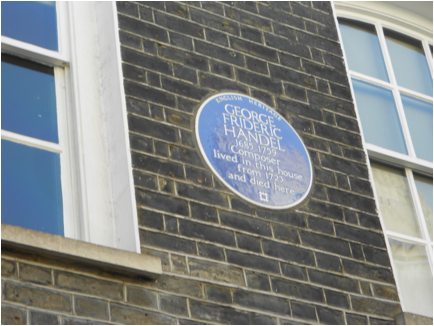 ENGLISH HERITAGE
GEORGE
FRIDERIC
HANDEL
1685-1759
Composer
lived in this house
from 1723
and died here